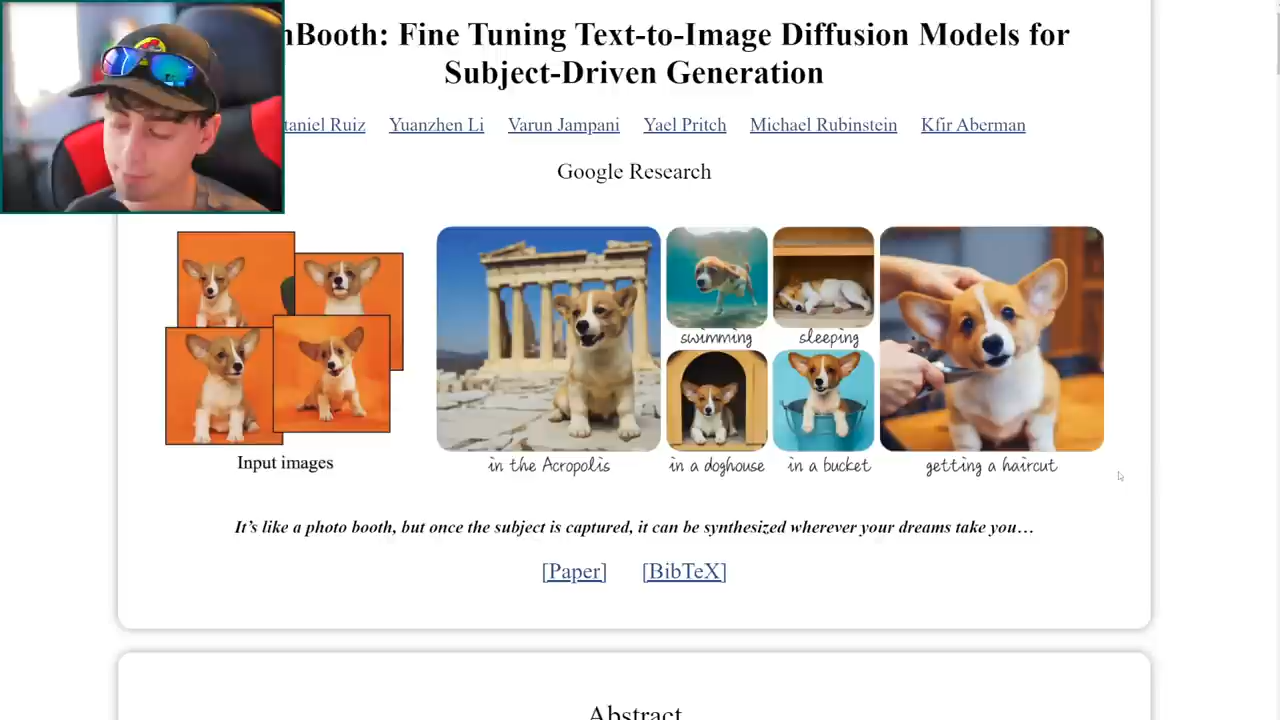 nBooth: Fine Tuning Text-to-Image Diffusion Models for
Subject-Driven Generation
taniel Ruiz Yuanzhen Li Varun Jampani Yael Pritch Michael Rubinstein Kfir Aberman
Google Research
swimming sleeping
Input images in the Acropolis in a doghouse in a bucket getting a haircut
It's like a photo booth, but once the subject is captured, it can be synthesized wherever your dreams take you…
[Paper] [BibTeX]
Abstract